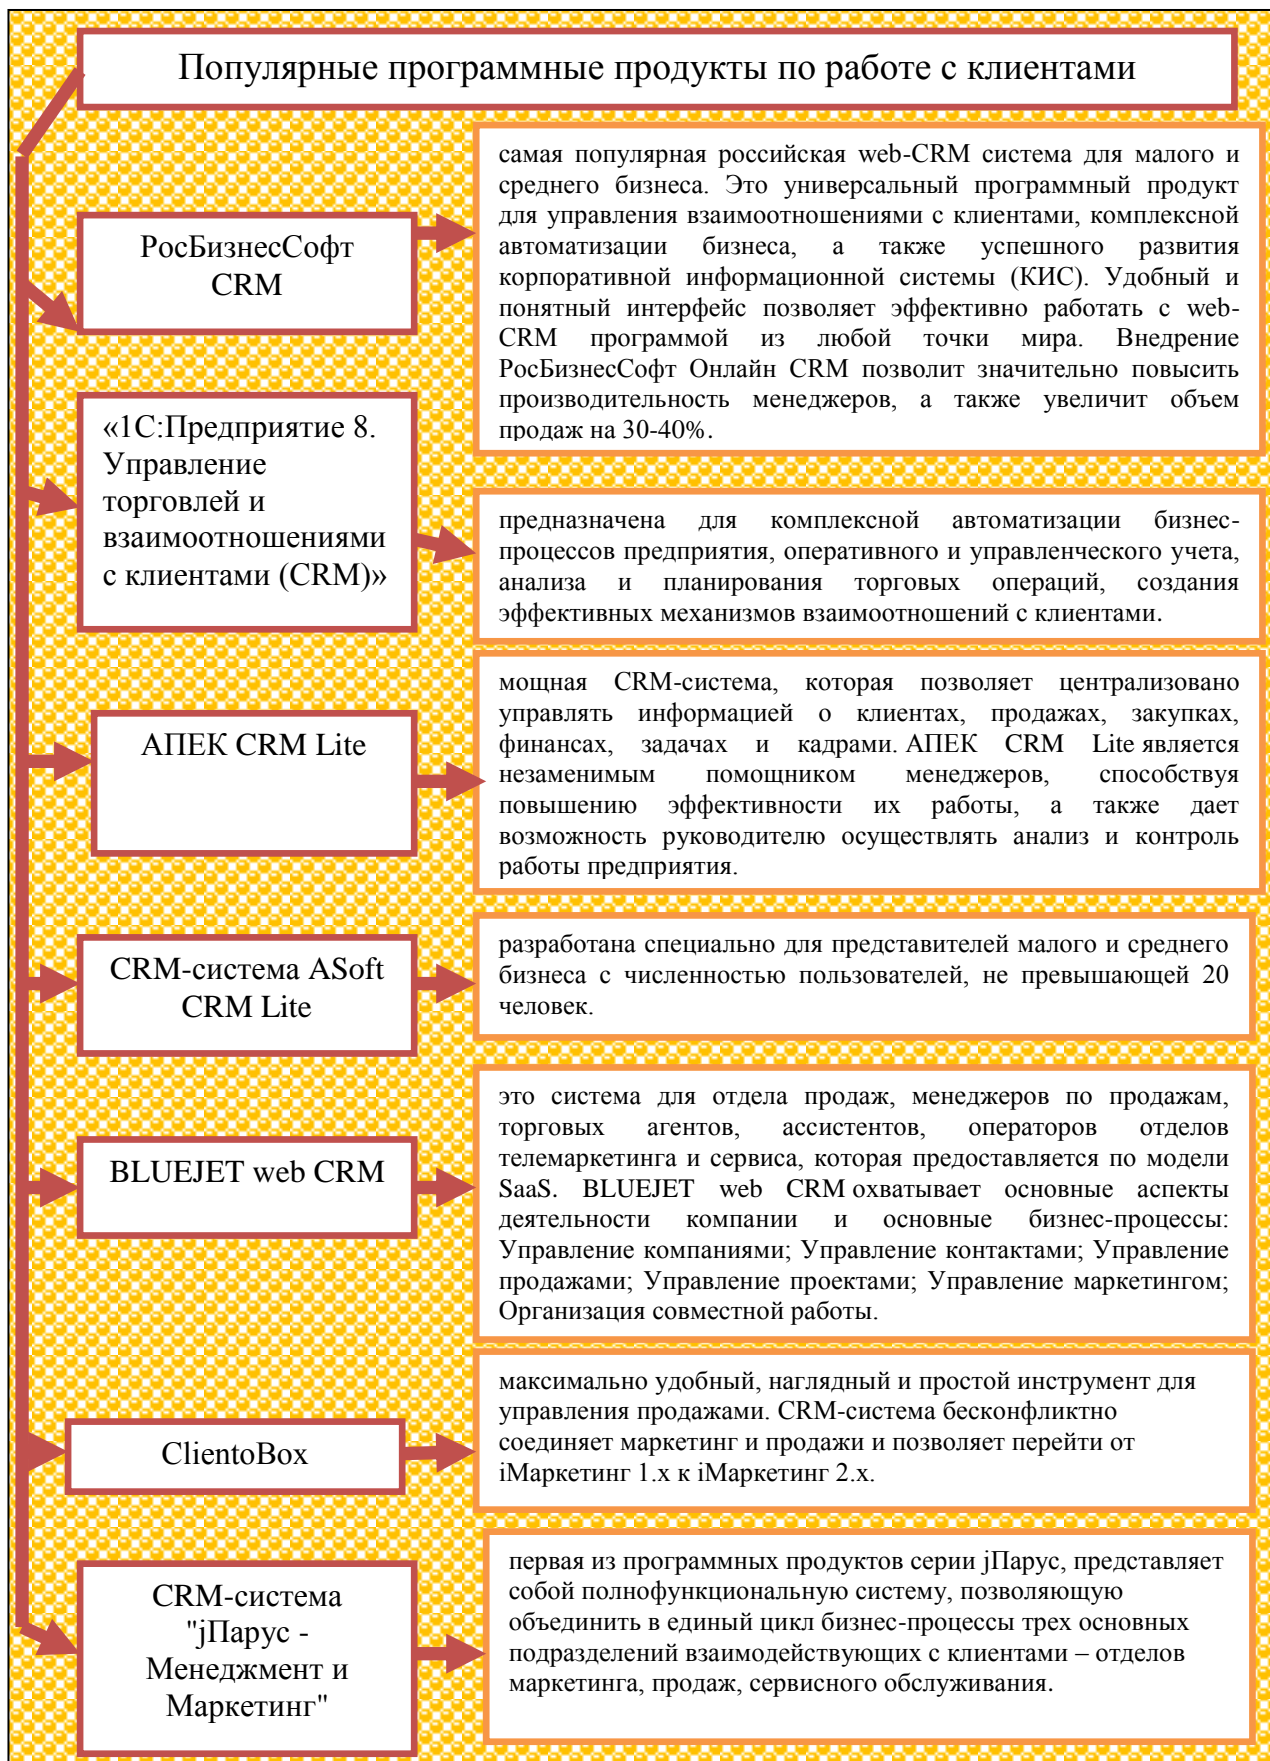 Популярные программные продукты по работе с клиентами
РосБизнесСофт
CRM
самая популярная российская web-CRM система для малого и
среднего бизнеса. Это универсальный программный продукт
для управления взаимоотношениями с клиентами, комплексной
автоматизации бизнеса, а также успешного развития
корпоративной информационной системы (КИС). Удобный и
понятный интерфейс позволяет эффективно работать с web-
CRM программой из любой точки мира. Внедрение
РосБизнесСофт Онлайн CRM позволит значительно повысить
производительность менеджеров, а также увеличит объем
продаж на 30-40%.
«1С:Предприятие 8.
Управление
торговлей и
взаимоотношениями
с клиентами (CRM)»
предназначена для комплексной автоматизации бизнес-
процессов предприятия, оперативного и управленческого учета,
анализа и планирования торговых операций, создания
эффективных механизмов взаимоотношений с клиентами.
АПЕК CRM Lite
мощная CRM-система, которая позволяет централизовано
управлять информацией о клиентах, продажах, закупках,
финансах, задачах и кадрами. АПЕК CRM Lite является
незаменимым помощником менеджеров, способствуя
повышению эффективности их работы, а также дает
возможность руководителю осуществлять анализ и контроль
работы предприятия.
CRM-система ASoft
CRM Lite
разработана специально для представителей малого и среднего
бизнеса с численностью пользователей, не превышающей 20
человек.
BLUEJET web CRM
это система для отдела продаж, менеджеров по продажам,
торговых агентов, ассистентов, операторов отделов
телемаркетинга и сервиса, которая предоставляется по модели
SaaS. BLUEJET web CRM охватывает основные аспекты
деятельности компании и основные бизнес-процессы:
Управление компаниями; Управление контактами; Управление
продажами; Управление проектами; Управление маркетингом;
Организация совместной работы.
ClientoBox
максимально удобный, наглядный и простой инструмент для
управления продажами. CRM-система бесконфликтно
соединяет маркетинг и продажи и позволяет перейти от
iМаркетинг 1.x к iМаркетинг 2.x.
CRM-система
"jПарус -
Менеджмент и
Маркетинг"
первая из программных продуктов серии jПарус, представляет
собой полнофункциональную систему, позволяющую
объединить в единый цикл бизнес-процессы трех основных
подразделений взаимодействующих с клиентами – отделов
маркетинга, продаж, сервисного обслуживания.